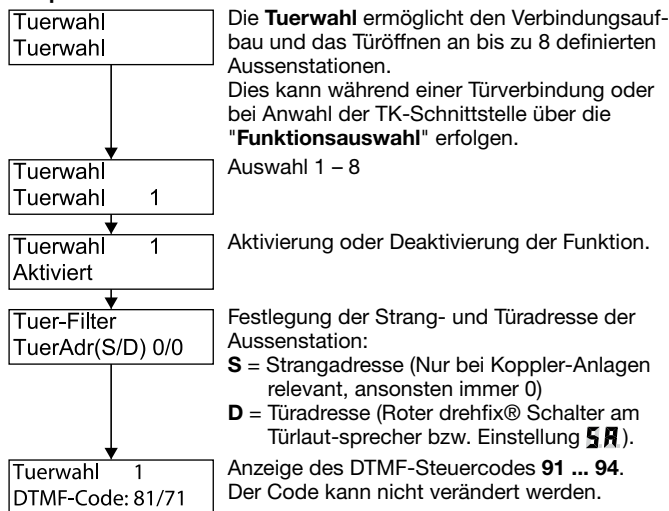 Tuerwahl
Tuerwahl
Die Tuerwahl ermöglicht den Verbindungsauf-
bau und das Türöffnen an bis zu 8 definierten
Aussenstationen.
Dies kann während einer Türverbindung oder
bei Anwahl der TK-Schnittstelle über die
"Funktionsauswahl" erfolgen.
Tuerwahl
Tuerwahl 1
Auswahl 1 – 8
Tuerwahl 1
Aktiviert
Aktivierung oder Deaktivierung der Funktion.
Tuer-Filter
TuerAdr(S/D) 0/0
Festlegung der Strang- und Türadresse der
Aussenstation:
S = Strangadresse (Nur bei Koppler-Anlagen
relevant, ansonsten immer 0)
D = Türadresse (Roter drehfix® Schalter am
Türlaut-sprecher bzw. Einstellung 5A).
Tuerwahl 1
DTMF-Code: 81/71
Anzeige des DTMF-Steuercodes 91 ... 94.
Der Code kann nicht verändert werden.